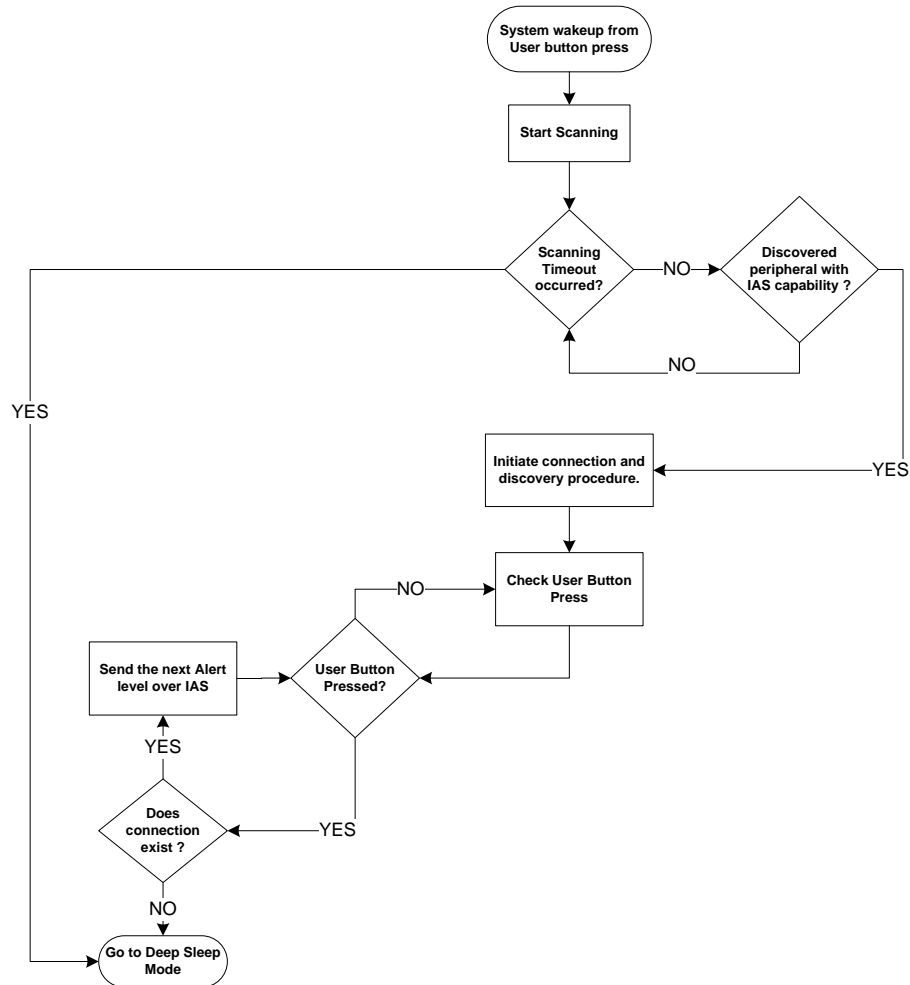 System wakeup from
User button press
Start Scanning
Scanning
Timeout
occurred?
NO
Discovered
peripheral with
IAS capability ?
NO
YES
YES
Initiate connection and
discovery procedure.
Check User Button
Press
NO
Send the next Alert
level over IAS
User Button
Pressed?
YES
Does
connection
exist ?
YES
NO
Go to Deep Sleep
Mode